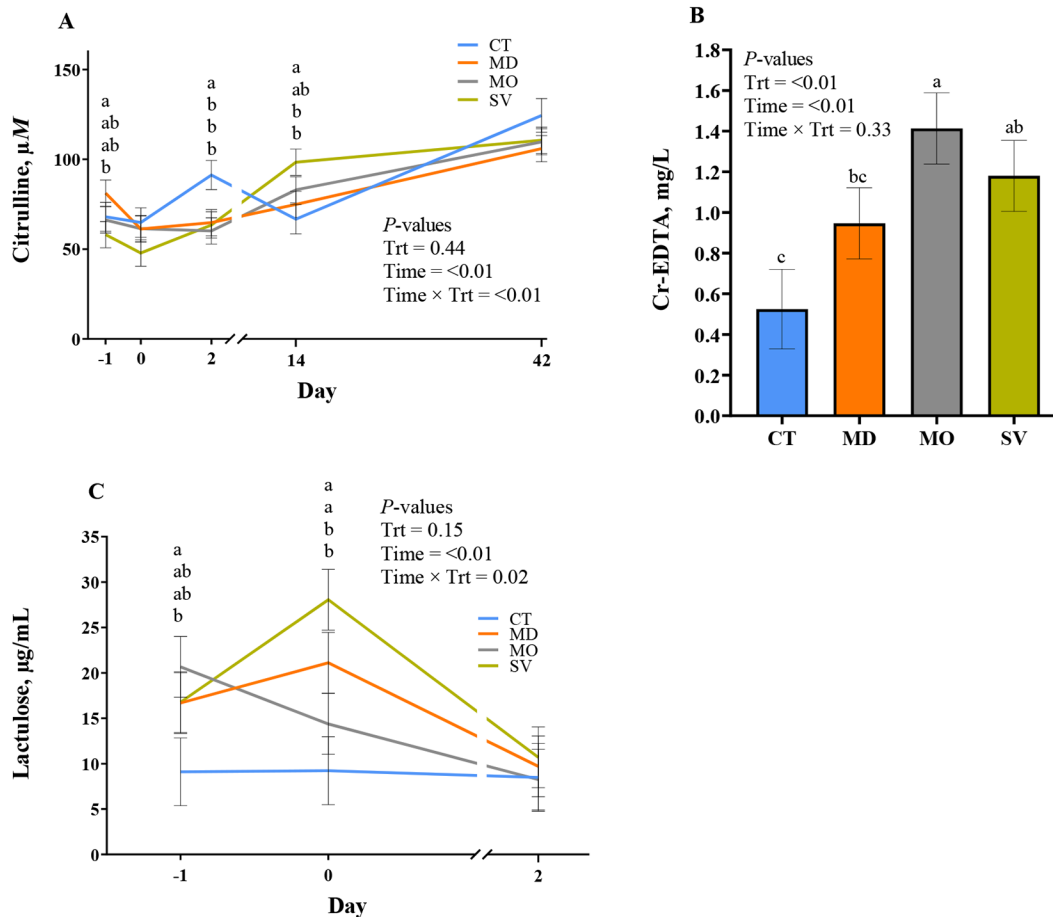 A
CT
MD
MO
SV
a
ab
ab
b
a
b
b
b
a
ab
b
b
150
100
50
0
Citrulline, µM
P-values
Trt = 0.44
Time = <0.01
Time × Trt = <0.01
-1 0 2 14 42
Day
B
P-values
Trt = <0.01
Time = <0.01
Time × Trt = 0.33
1.8
1.6
1.4
1.2
1.0
0.8
0.6
0.4
0.2
0.0
Cr-EDTA, mg/L
c
bc
a
ab
CT MD MO SV
C
a
ab
ab
b
a
a
b
b
P-values
Trt = 0.15
Time = <0.01
Time × Trt = 0.02
CT
MD
MO
SV
35
30
25
20
15
10
5
0
Lactulose, µg/mL
-1 0 2
Day